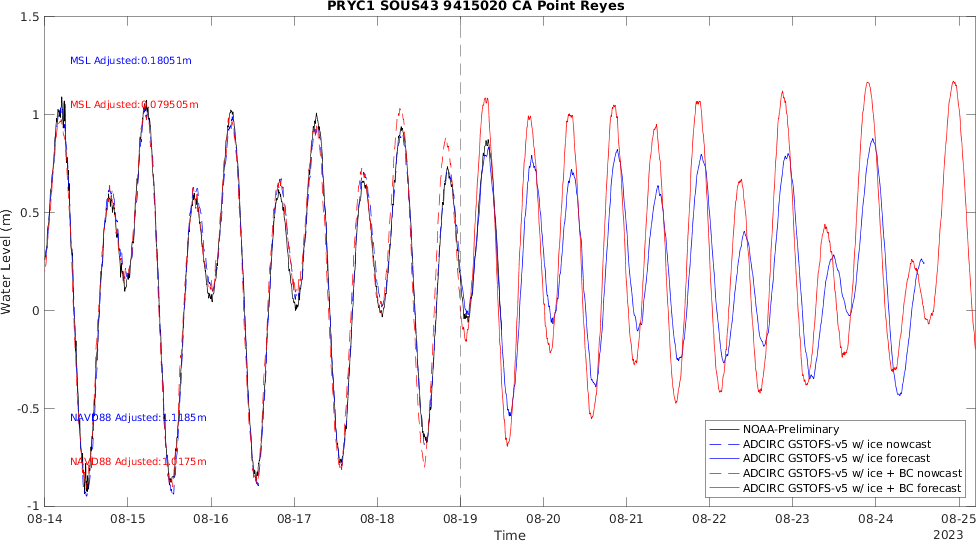 PRYC1 SOUS43 9415020 CA Point Reyes
1.5
MSL Adjusted:0.18051m
MSL Adjusted:0.079505m
1
0.5
Water Level (m)
0
-0.5
NAVD88 Adjusted:1.1185m
NAVD88 Adjusted:1.0175m
-1
NOAA-Preliminary
ADCIRC GSTOFS-v5 w/ ice nowcast
ADCIRC GSTOFS-v5 w/ ice forecast
ADCIRC GSTOFS-v5 w/ ice + BC nowcast
ADCIRC GSTOFS-v5 w/ ice + BC forecast
08-14 08-15 08-16 08-17 08-18 08-19 08-20 08-21 08-22 08-23 08-24 08-25
Time
2023